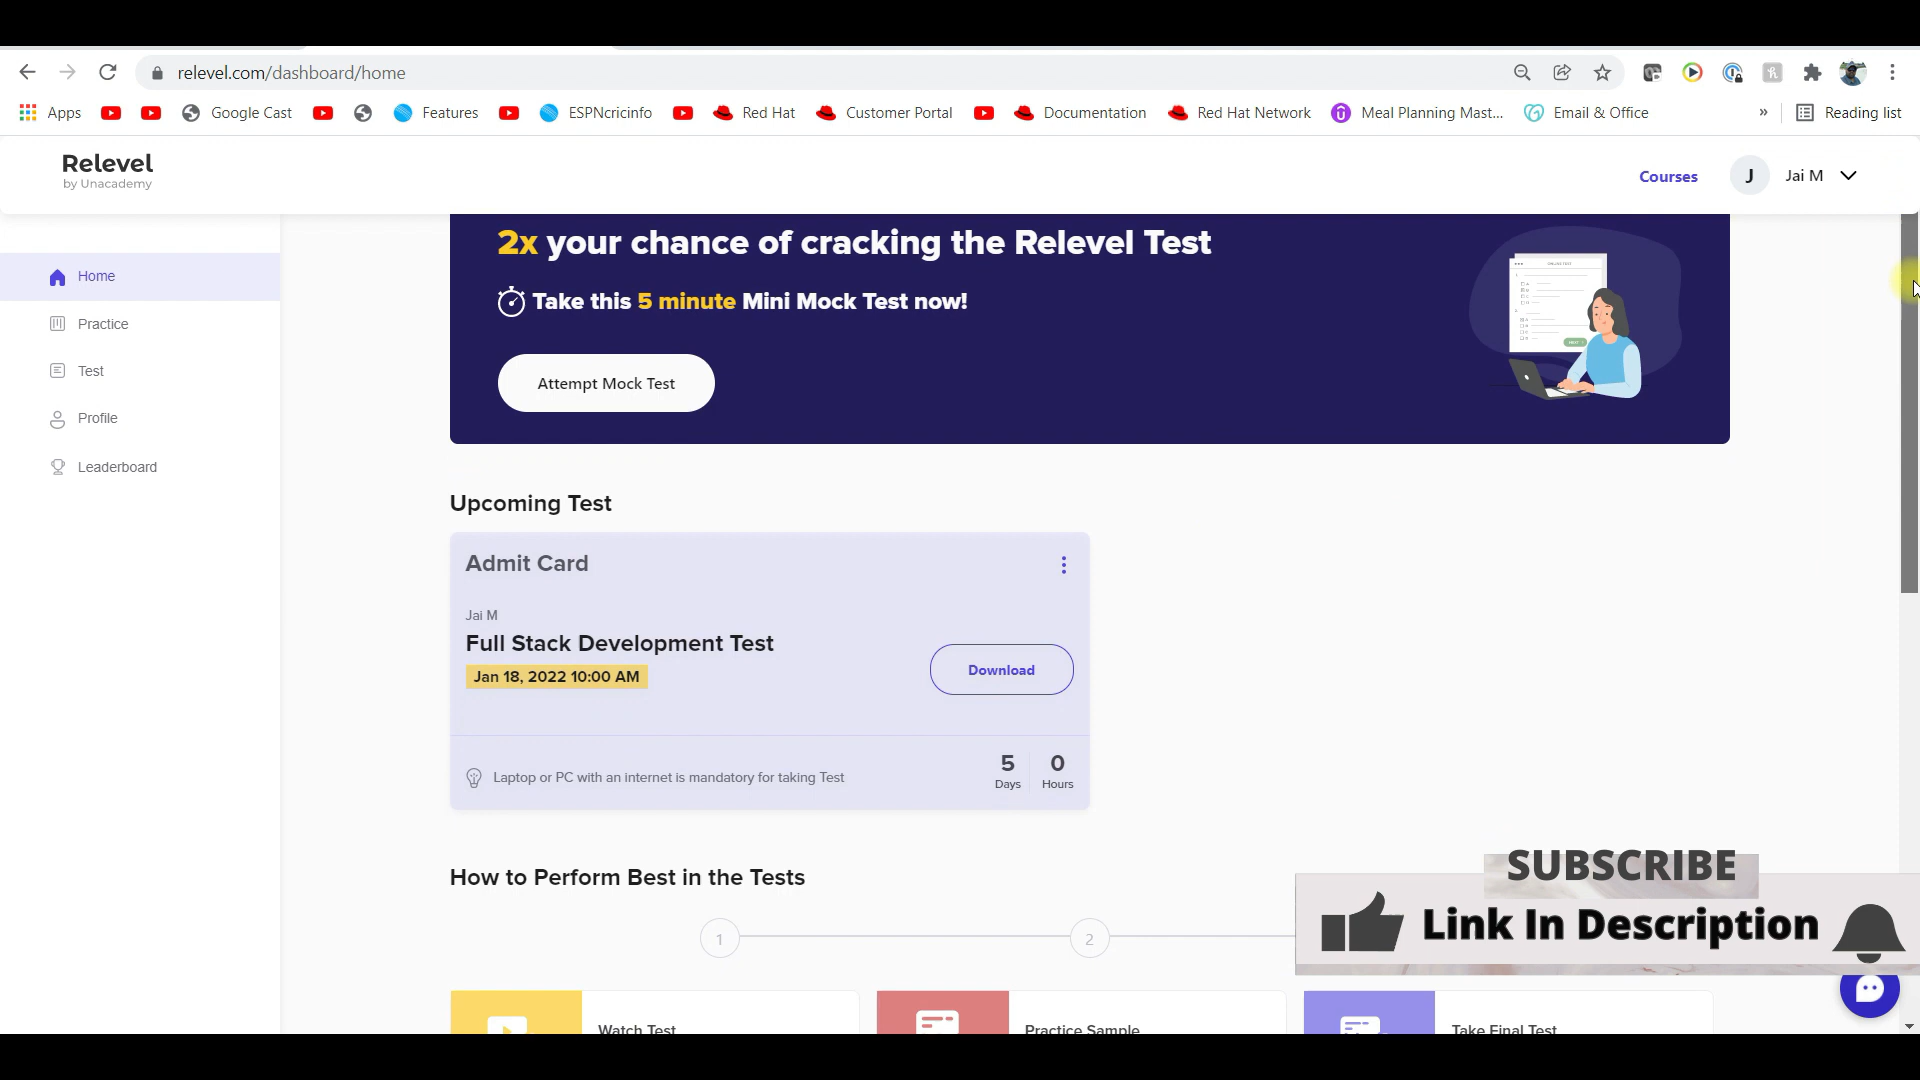 relevel.com/dashboard/home
Apps
Google Cast
Features
ESPNcricinfo
Red Hat
Customer Portal
Documentation
Red Hat Network
Meal Planning Mast...
Email & Office
»
Reading list
Relevel
by Unacademy
Courses
J
Jai M
Home
Practice
Test
Profile
Leaderboard
2x your chance of cracking the Relevel Test
Take this 5 minute Mini Mock Test now!
Attempt Mock Test
Upcoming Test
Admit Card
Jai M
Full Stack Development Test
Jan 18, 2022 10:00 AM
Download
Laptop or PC with an internet is mandatory for taking Test
5
Days
0
Hours
How to Perform Best in the Tests
1
2
SUBSCRIBE
Link In Description
Watch Test
Practice Sample
Take Final Test